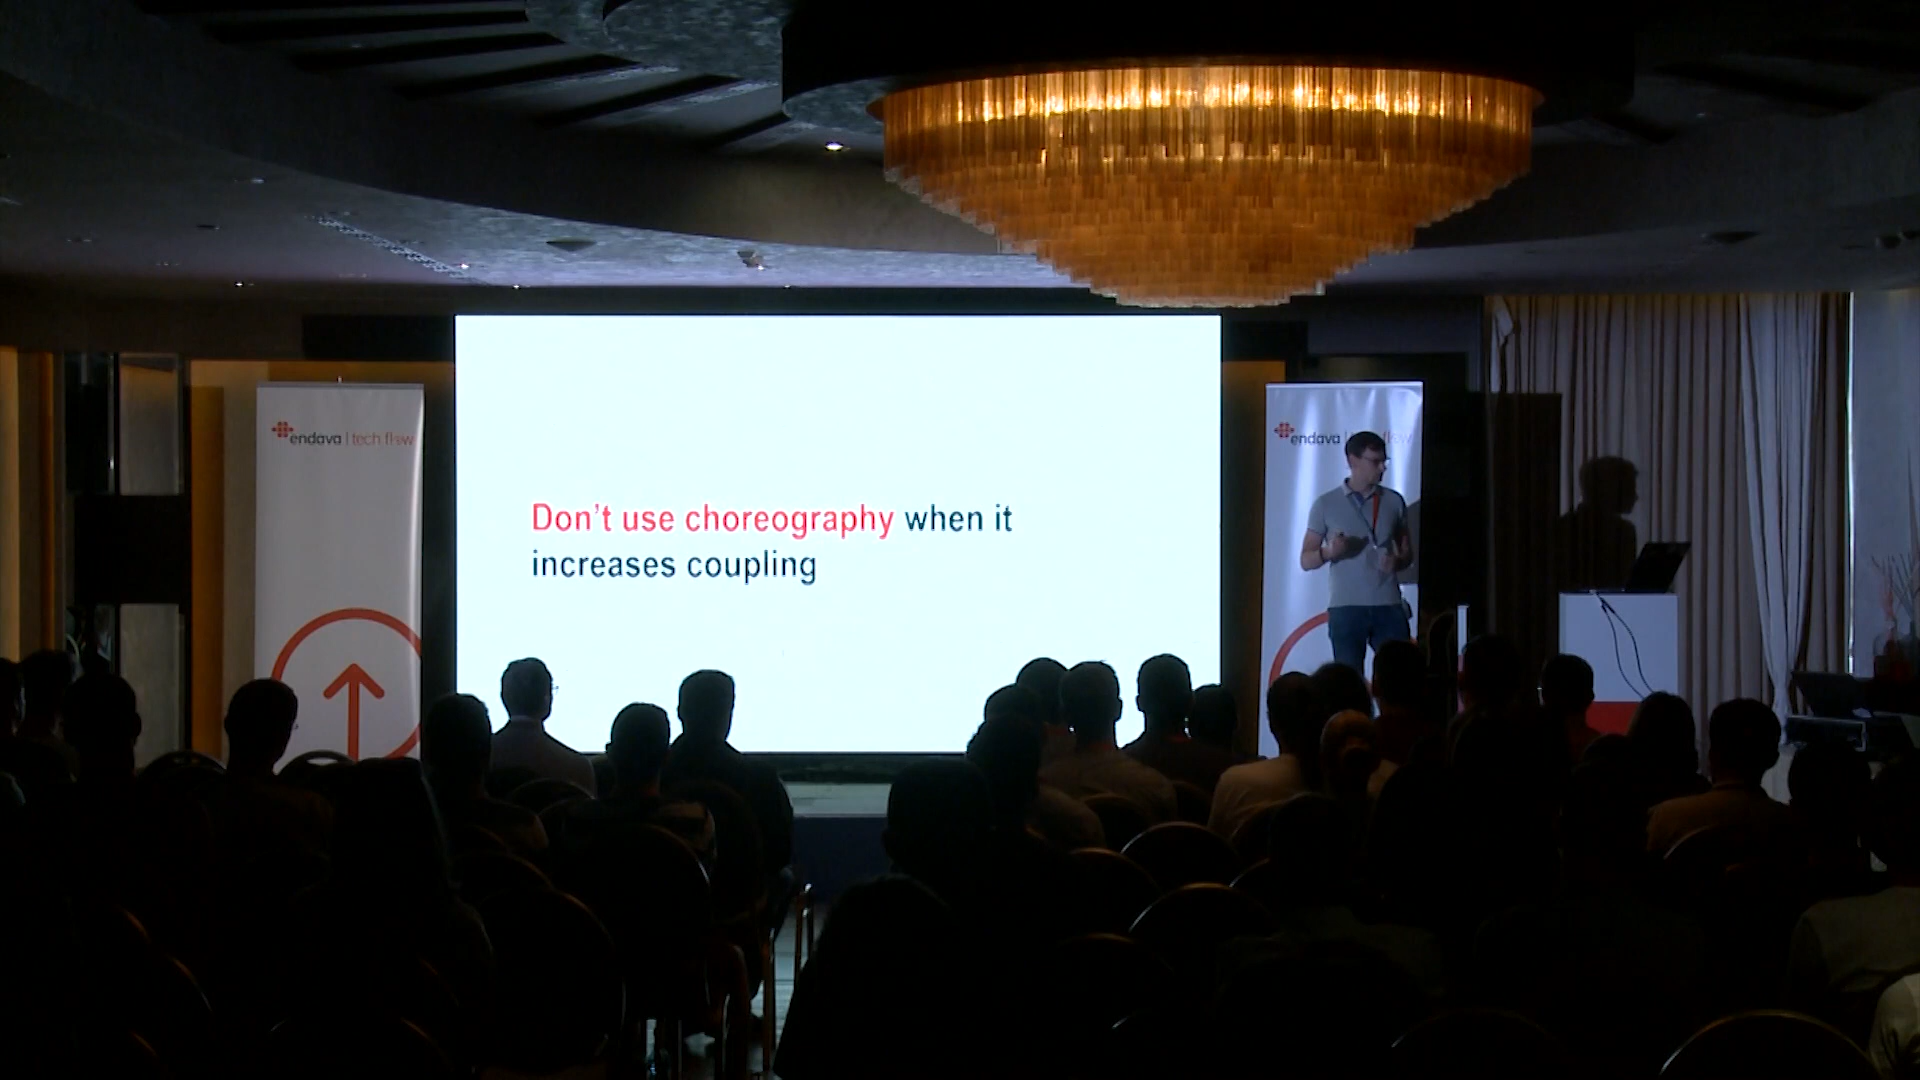 endava | tech flow
Don't use choreography when it
increases coupling
endava